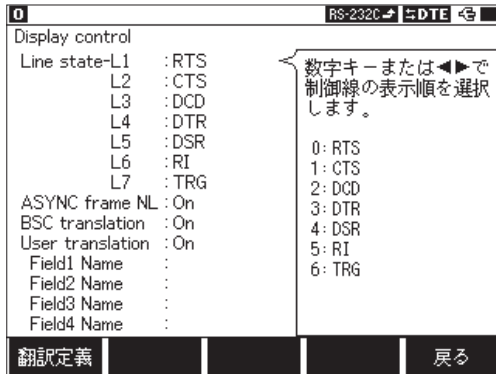 0 RS-232C DTE
Display control
Line state-L1 :RTS
L2 :CTS
L3 :DCD
L4 :DTR
L5 :DSR
L6 :RI
L7 :TRG
ASYNC frame NL :On
BSC translation :On
User translation :On
Field1 Name :
Field2 Name :
Field3 Name :
Field4 Name :
数字キーまたは◀▶で
制御線の表示順を選択
します。
0: RTS
1: CTS
2: DCD
3: DTR
4: DSR
5: RI
6: TRG
翻訳定義 戻る